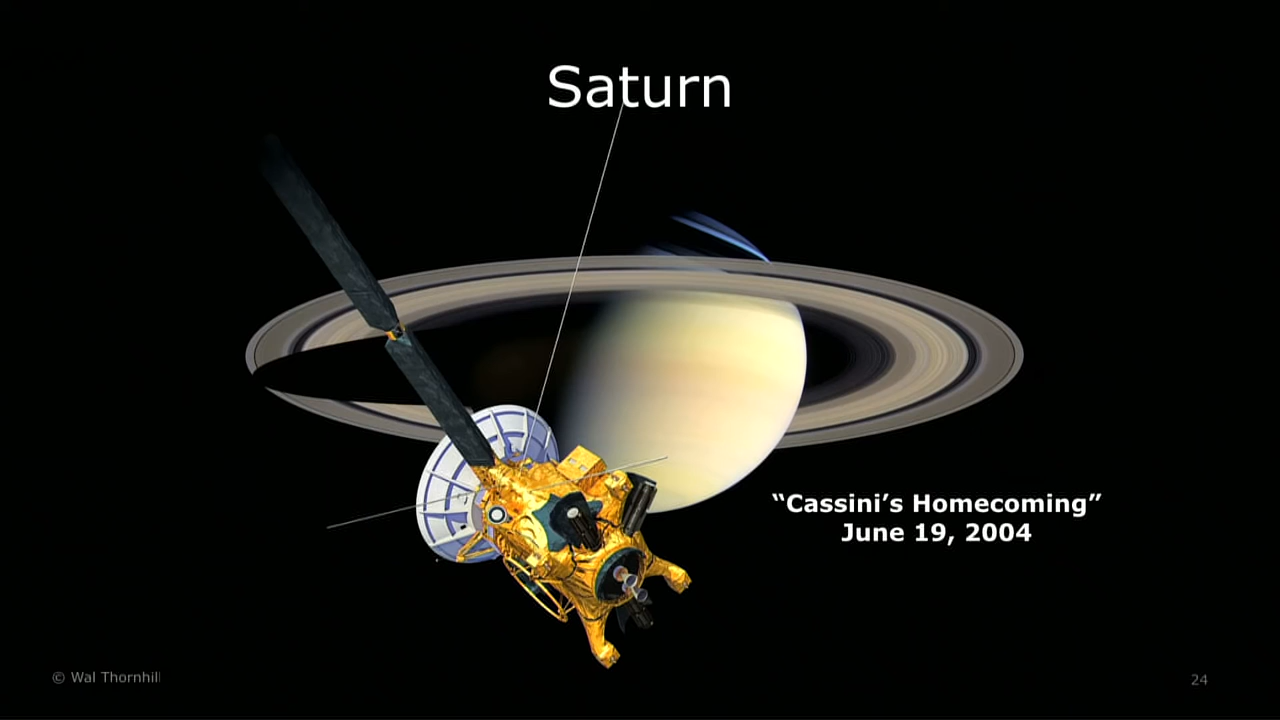 Saturn
“Cassini’s Homecoming”
June 19, 2004
© Wal Thornhill
24